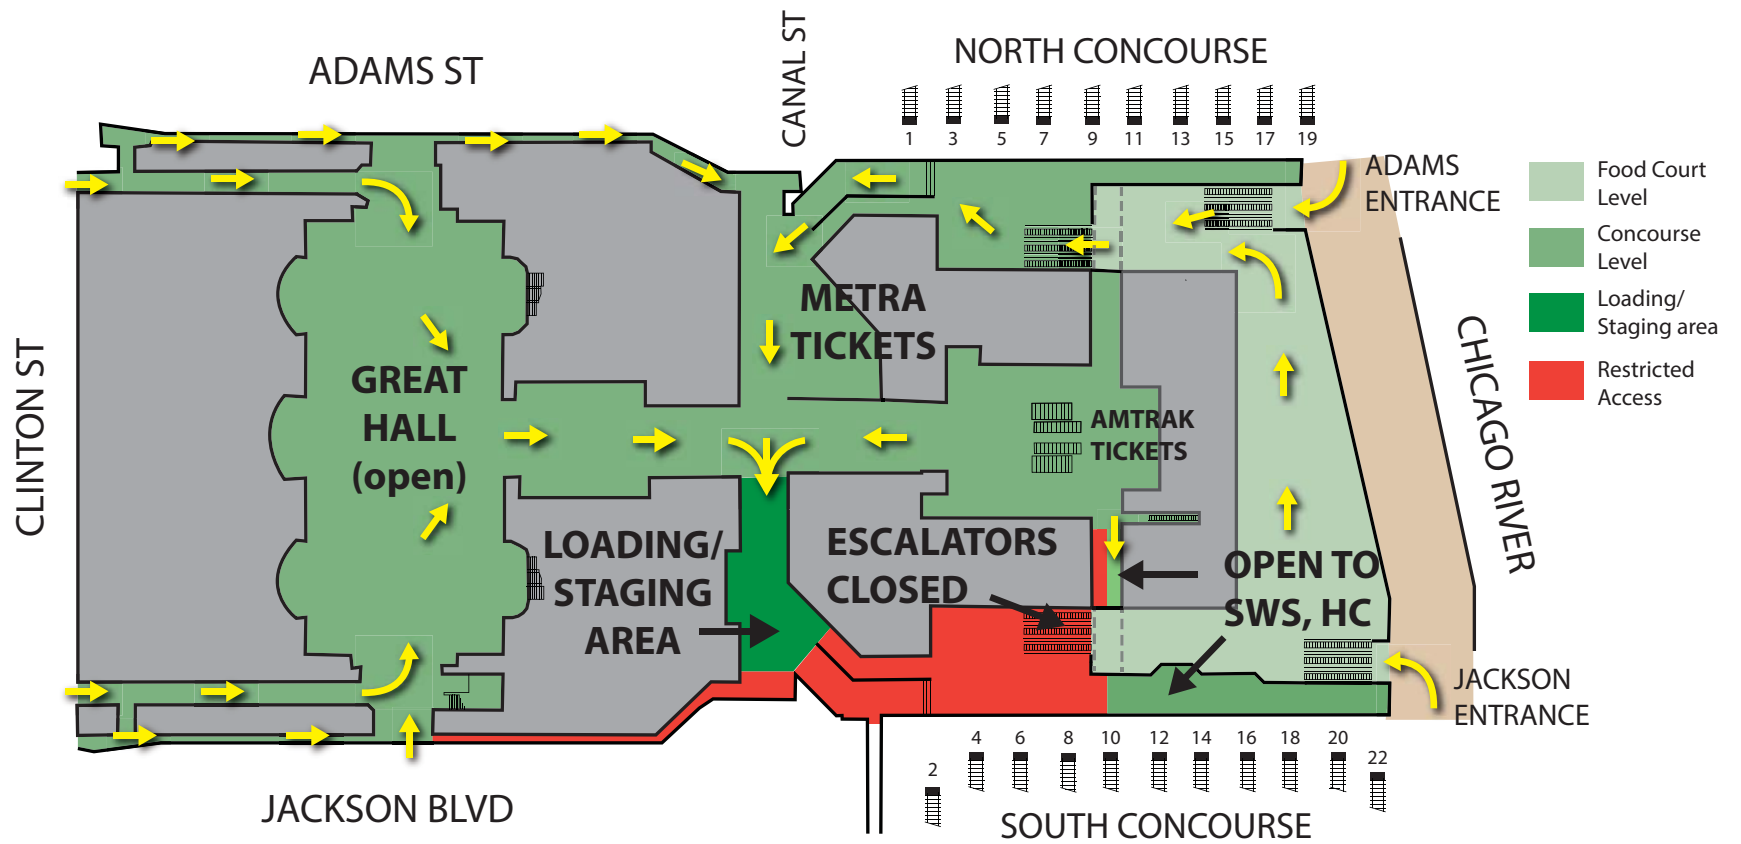 ADAMS ST
CANAL ST
NORTH CONCOURSE
1 3 5 7 9 11 13 15 17 19
ADAMS
ENTRANCE
Food Court
Level
Concourse
Level
Loading/
Staging area
Restricted
Access
CLINTON ST
GREAT
HALL
(open)
METRA
TICKETS
AMTRAK
TICKETS
CHICAGO RIVER
LOADING/
STAGING
AREA
ESCALATORS
CLOSED
OPEN TO
SWS, HC
JACKSON
ENTRANCE
2 4 6 8 10 12 14 16 18 20 22
JACKSON BLVD
SOUTH CONCOURSE